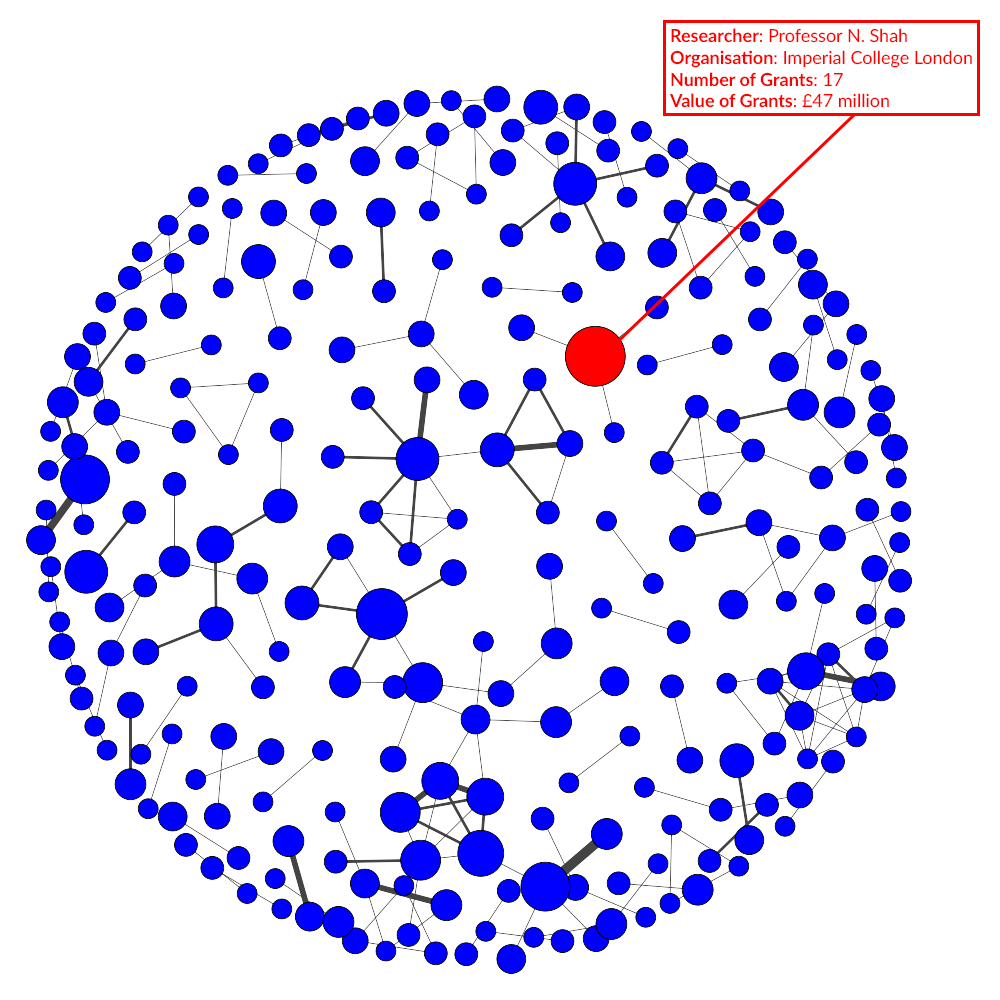 Researcher: Professor N. Shah
Organisation: Imperial College London
Number of Grants: 17
Value of Grants: £47 million